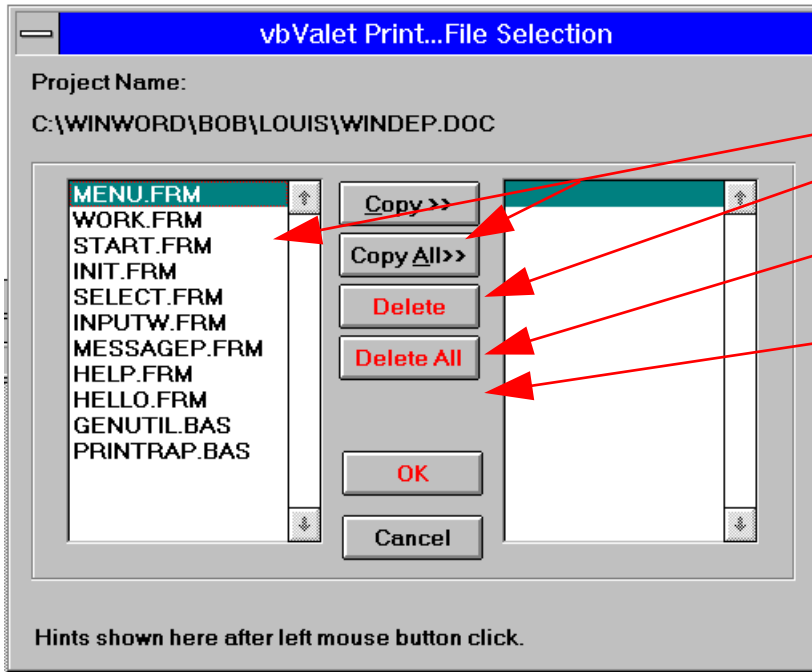 vbValet Print...File Selection
Project Name:
C:\WINWORD\BOB\LOUIS\WINDEP.DOC
MENU.FRM
WORK.FRM
START.FRM
INIT.FRM
SELECT.FRM
INPUTW.FRM
MESSAGEP.FRM
HELP.FRM
HELLO.FRM
GENUTIL.BAS
PRINTRAP.BAS
Copy >>
Copy All>>
Delete
Delete All
OK
Cancel
Hints shown here after left mouse button click.